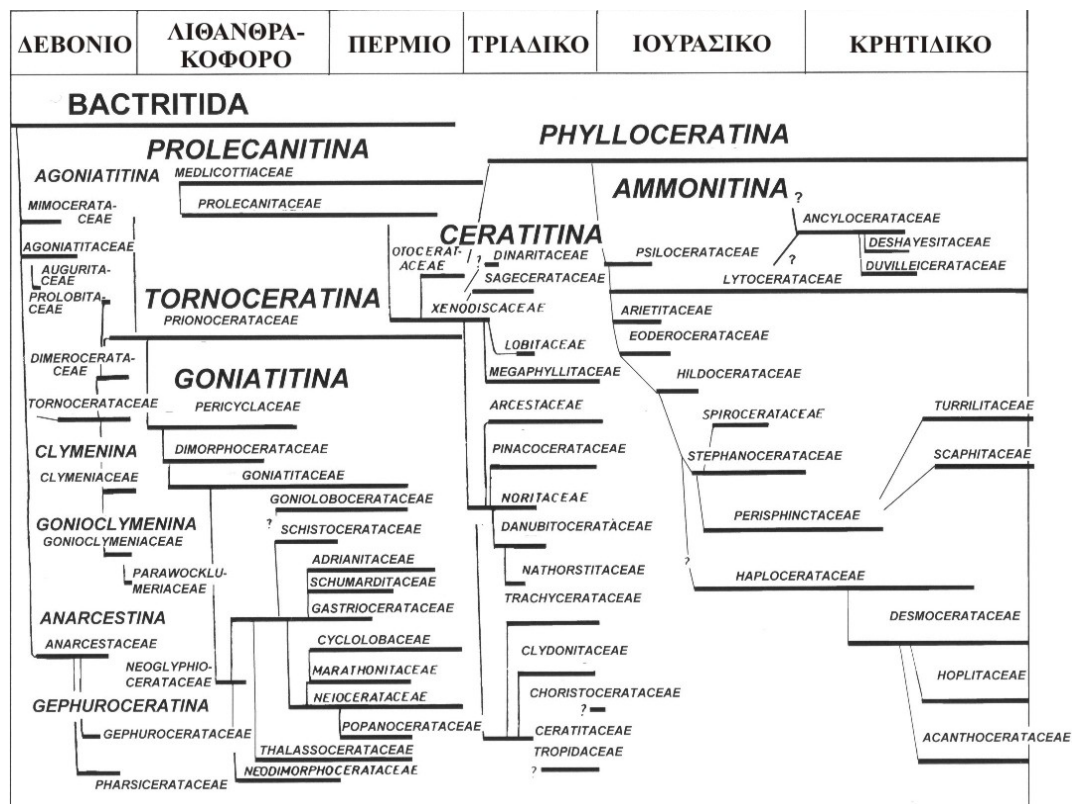 ΔΕΒΟΝΙΟ
ΛΙΘΑΝΘΡΑ-
ΚΟΦΟΡΟ
ΠΕΡΜΙΟ
ΤΡΙΑΔΙΚΟ
ΙΟΥΡΑΣΙΚΟ
ΚΡΗΤΙΔΙΚΟ
BACTRITIDA
PROLECANITINA
PHYLLOCERATINA
AGONIATITINA
MEDLICOTTIACEAE
AMMONITINA
?
MIMOCERATA-
CEAE
PROLECANITACEAE
ANCYLOCERATACEAE
CERATITINA
AGONIATITACEAE
OTOCERAT-
ACEAE
?
DINARITACEAE
PSILOCERATACEAE
?
DESHAYESITACEAE
AUGURITA-
CEAE
SAGECERATACEAE
LYTOCERATACEAE
DUVILLEICERATACEAE
PROLOBITA-
CEAE
TORNOCERATINA
PRIONOCERATACEAE
XENODISCACEAE
ARIETITACEAE
EODEROCERATACEAE
DIMEROCERATA-
CEAE
LOBITACEAE
GONIATITINA
MEGAPHYLLITACEAE
HILDOCERATACEAE
TORNOCERATACEAE
PERICYCLACEAE
ARCESTACEAE
SPIROCERATACEAE
TURRILITACEAE
CLYMENINA
DIMORPHOCERATACEAE
PINACOCERATACEAE
STEPHANOCERATACEAE
SCAPHITACEAE
CLYMENIACEAE
GONIATITACEAE
GONIOLOBOCERATACEAE
NORITACEAE
GONIOCLYMENINA
GONIOCLYMENIACEAE
?
SCHISTOCERATACEAE
DANUBITOCERATACEAE
PERISPHINCTACEAE
PARAWOCKLU-
MERIACEAE
ADRIANITACEAE
SCHUMARDITACEAE
NATHORSTITACEAE
?
HAPLOCERATACEAE
TRACHYCERATACEAE
ANARCESTINA
GASTRIOCERATACEAE
DESMOCERATACEAE
ANARCESTACEAE
CYCLOLOBACEAE
CLYDONITACEAE
NEOGLYPHIO-
CERATACEAE
MARATHONITACEAE
HOPLITACEAE
GEPHUROCERATINA
NEIOCERATACEAE
CHORISTOCERATACEAE
?
GEPHUROCERATACEAE
POPANOCERATACEAE
CERATITACEAE
ACANTHOCERATACEAE
THALASSOCERATACEAE
TROPIDACEAE
PHARSICERATACEAE
NEODIMORPHOCERATACEAE
?